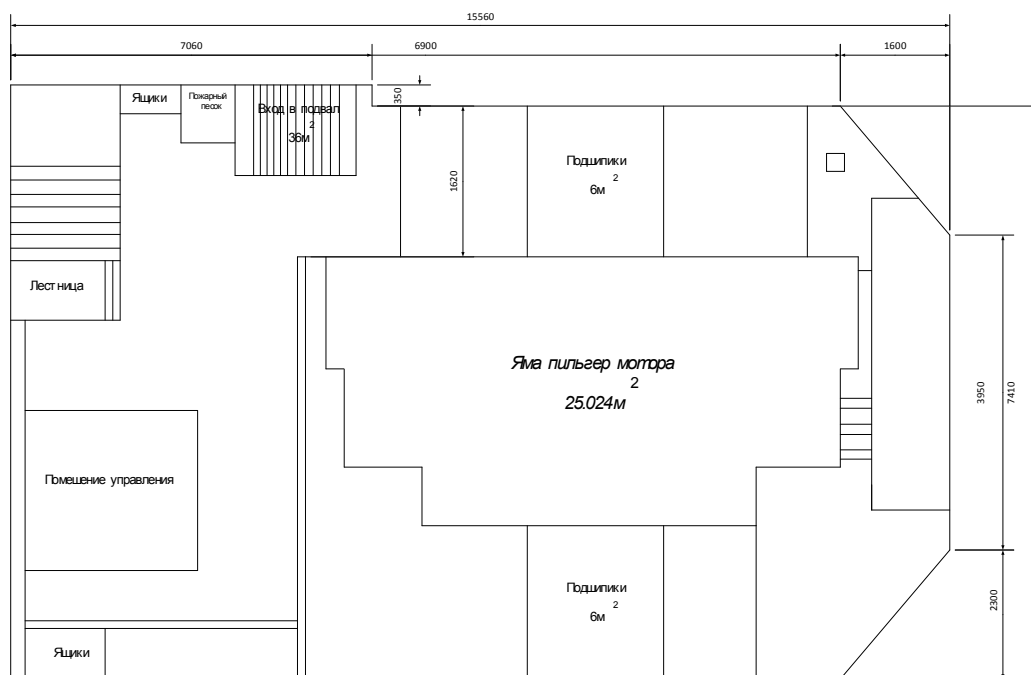 15560
7060
6900
1600
Ящики
Пожарный
песок
Вход в подвал
2
36м
350
1620
Подшипики
2
6м
Лестница
Яма пильгер мотора
2
25.024м
3950
7410
Помешение управления
Подшипики
2
6м
2300
Ящики